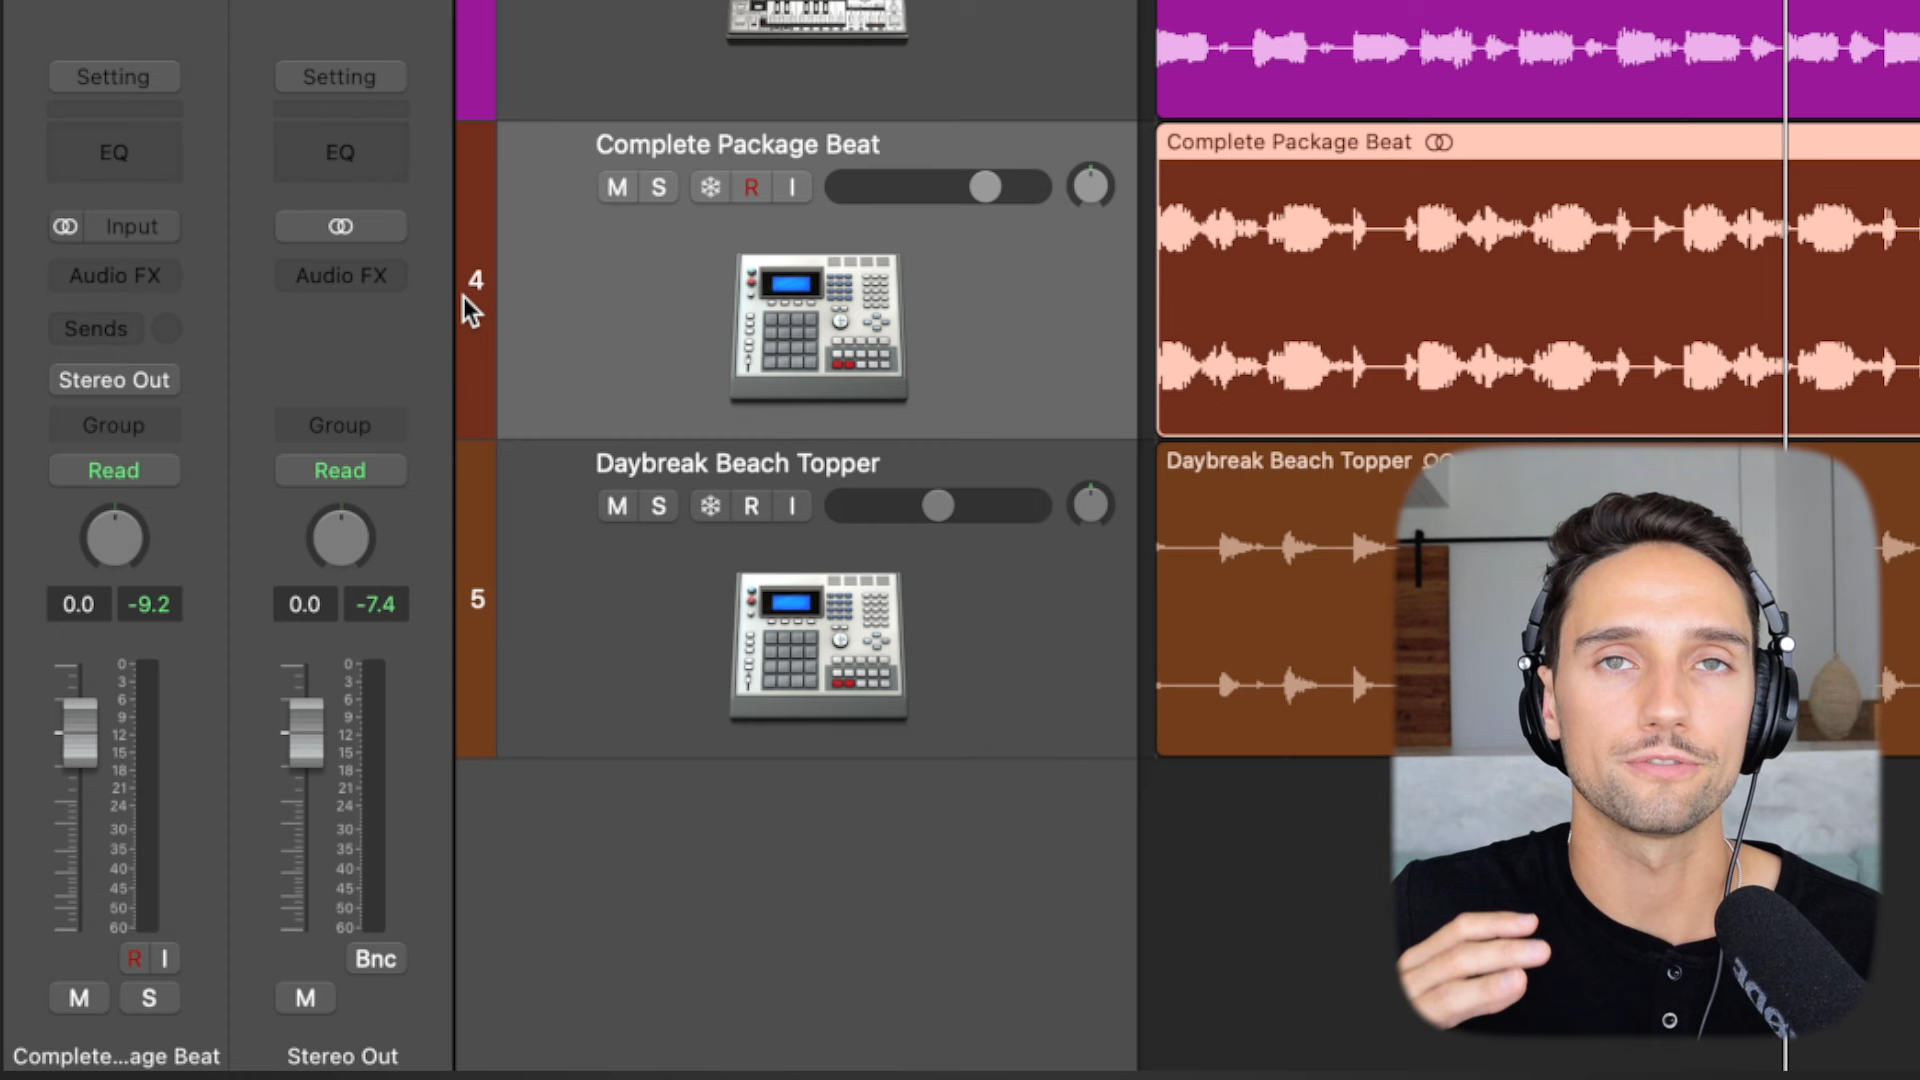 Setting
EQ
Input
Audio FX
Sends
Stereo Out
Group
Read
0.0 -9.2
0
3
6
9
12
15
18
21
24
30
35
40
45
50
60
R I
M S
Complete...age Beat
Setting
EQ
Audio FX
Group
Read
0.0 -7.4
0
3
6
9
12
15
18
21
24
30
35
40
45
50
60
Bnc
M
Stereo Out
4
Complete Package Beat
M S R I
5
Daybreak Beach Topper
M S R I
Complete Package Beat
Daybreak Beach Topper